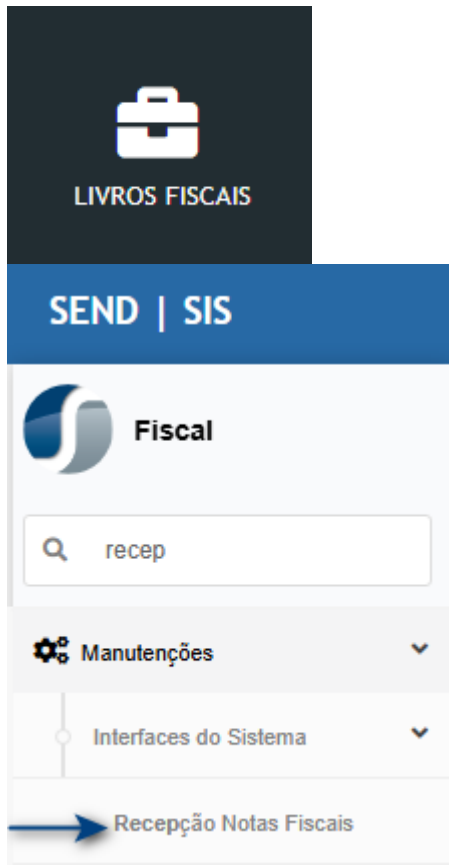 LIVROS FISCAIS
SEND | SIS
Fiscal
recep
Manutenções
Interfaces do Sistema
Recepção Notas Fiscais